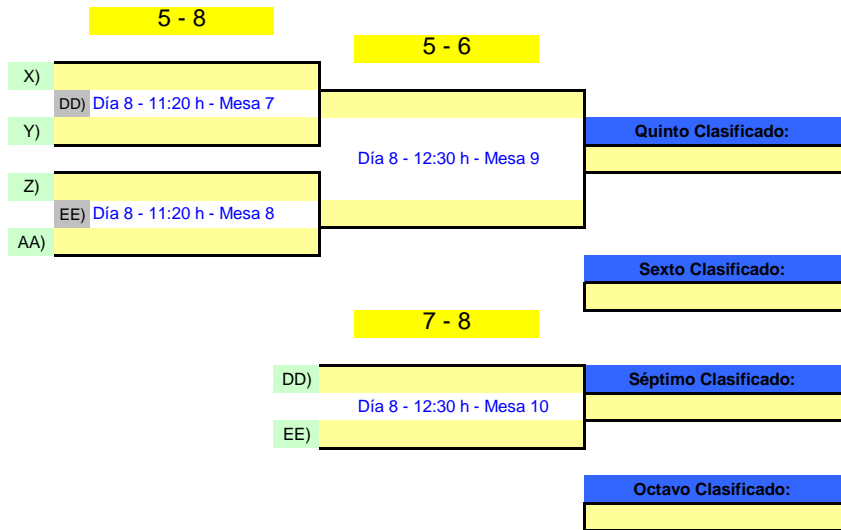 5 - 8
5 - 6
X)
DD) Día 8 - 11:20 h - Mesa 7
Y)
Quinto Clasificado:
Día 8 - 12:30 h - Mesa 9
Z)
EE) Día 8 - 11:20 h - Mesa 8
AA)
Sexto Clasificado:
7 - 8
DD)
Séptimo Clasificado:
Día 8 - 12:30 h - Mesa 10
EE)
Octavo Clasificado: